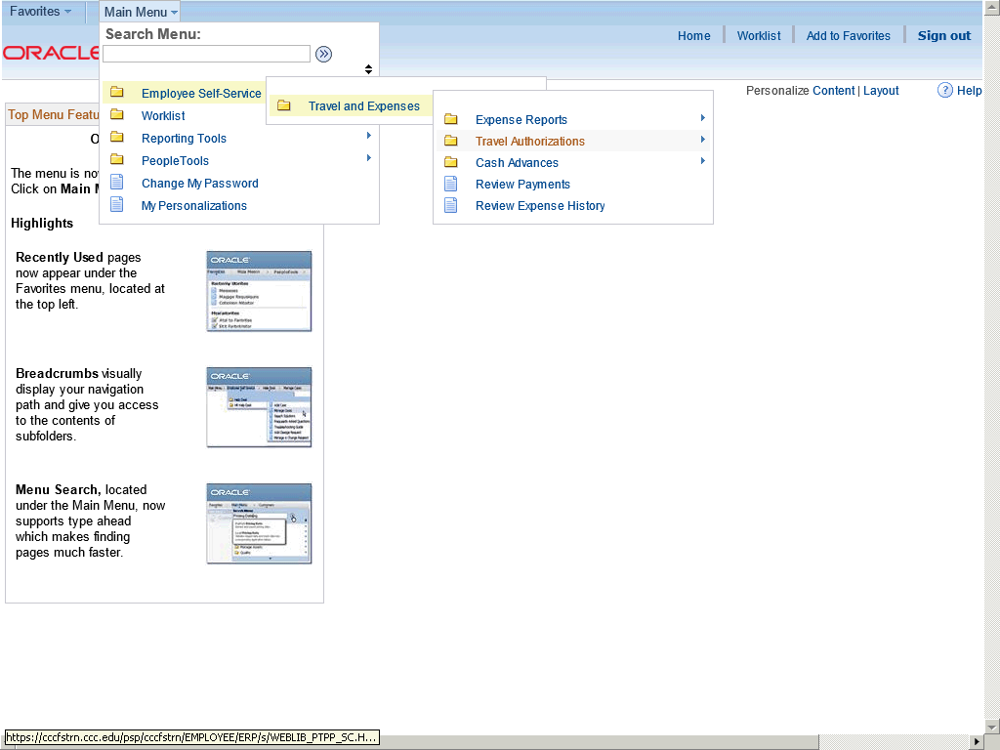 Favorites
Main Menu
Search Menu:
ORACLE
Home
Worklist
Add to Favorites
Sign out
Personalize Content | Layout
Help
Employee Self-Service
Worklist
Reporting Tools
PeopleTools
Change My Password
My Personalizations
Travel and Expenses
Expense Reports
Travel Authorizations
Cash Advances
Review Payments
Review Expense History
Top Menu Featu
O
The menu is now
Click on Main M
Highlights
Recently Used pages
now appear under the
Favorites menu, located at
the top left.
ORACLE
Breadcrumbs visually
display your navigation
path and give you access
to the contents of
subfolders.
ORACLE
Menu Search, located
under the Main Menu, now
supports type ahead
which makes finding
pages much faster.
ORACLE
https://cccfstrn.ccc.edu/psp/cccfstrn/EMPLOYEE/ERP/s/WEBLIB_PTPP_SC.H...